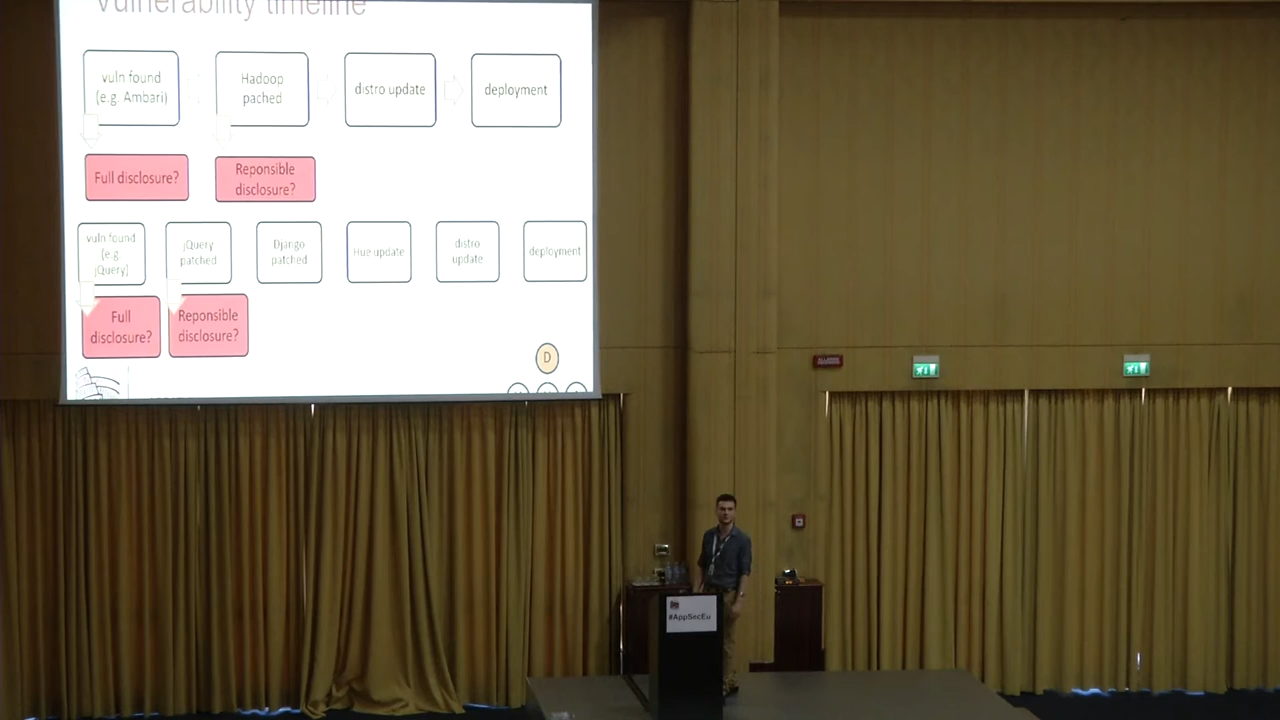 vulnerability timeline
vuln found
(e.g. Ambari)
Hadoop
pached
distro update
deployment
Full disclosure?
Reponsible
disclosure?
vuln found
(e.g
jQuery)
jQuery
patched
Django
patched
Hue update
distro
update
deployment
Full
disclosure?
Reponsible
disclosure?
D
#AppSecEu